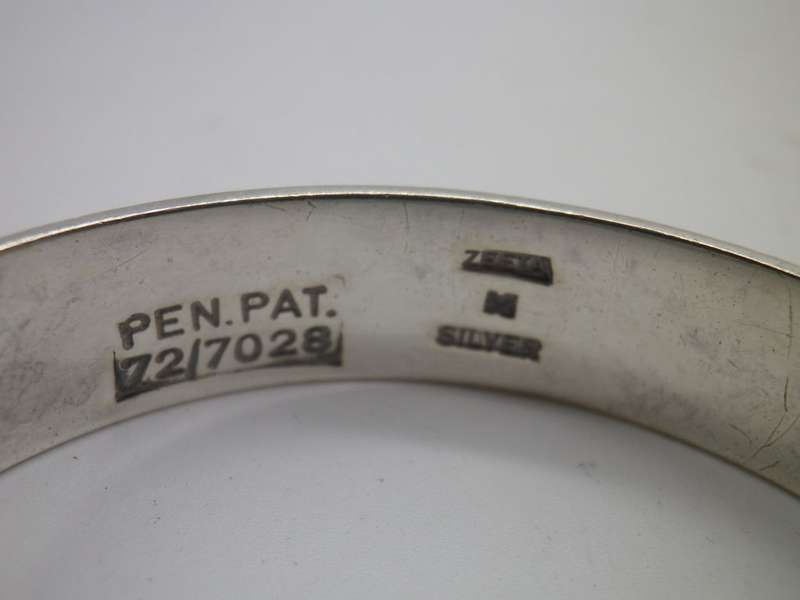 PEN.PAT.
72/7028
ZEETA
M
SILVER